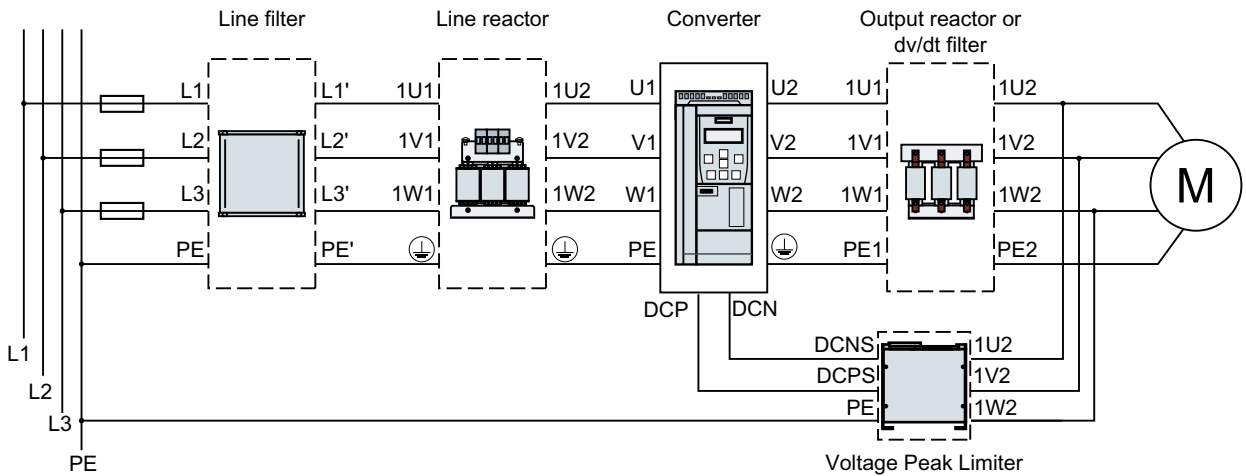 Line filter
Line reactor
Converter
Output reactor or
dv/dt filter
L1 L1' 1U1 1U2 U1 U2 1U1 1U2
L2 L2' 1V1 1V2 V1 V2 1V1 1V2
L3 L3' 1W1 1W2 W1 W2 1W1 1W2
M
PE PE' PE PE1 PE2
DCP DCN
DCNS 1U2
L1
DCPS 1V2
L2
PE 1W2
L3
PE
Voltage Peak Limiter